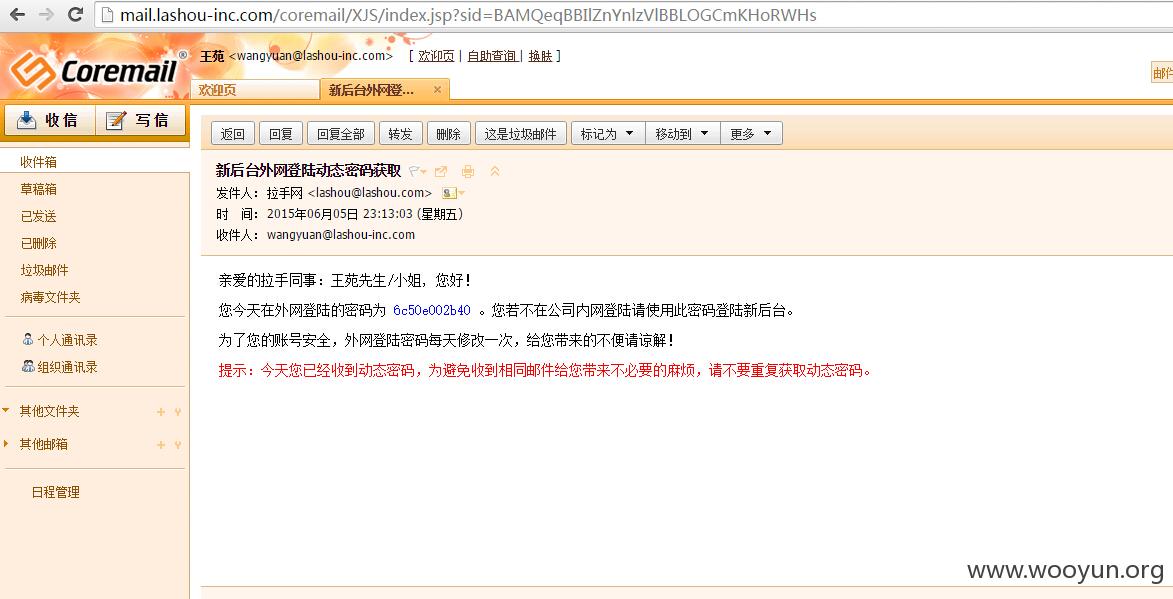 mail.lashou-inc.com/coremail/XJS/index.jsp?sid=BAMQeqBBIlZnYnlzVlBBLOGCmKHoRWHs
Coremail®
王苑 <wangyuan@lashou-inc.com> [ 欢迎页 | 自助查询 | 换肤 ]
邮件
欢迎页 新后台外网登... ×
收信 写信
返回 回复 回复全部 转发 删除 这是垃圾邮件 标记为 移动到 更多
收件箱
草稿箱
已发送
已删除
垃圾邮件
病毒文件夹
个人通讯录
组织通讯录
其他文件夹
其他邮箱
日程管理
新后台外网登陆动态密码获取
发件人：拉手网 <lashou@lashou.com>
时 间：2015年06月05日 23:13:03 (星期五)
收件人：wangyuan@lashou-inc.com
亲爱的拉手同事：王苑先生/小姐，您好！
您今天在外网登陆的密码为 6c50e002b40 。您若不在公司内网登陆请使用此密码登陆新后台。
为了您的账号安全，外网登陆密码每天修改一次，给您带来的不便请谅解！
提示：今天您已经收到动态密码，为避免收到相同邮件给您带来不必要的麻烦，请不要重复获取动态密码。
www.wooyun.org